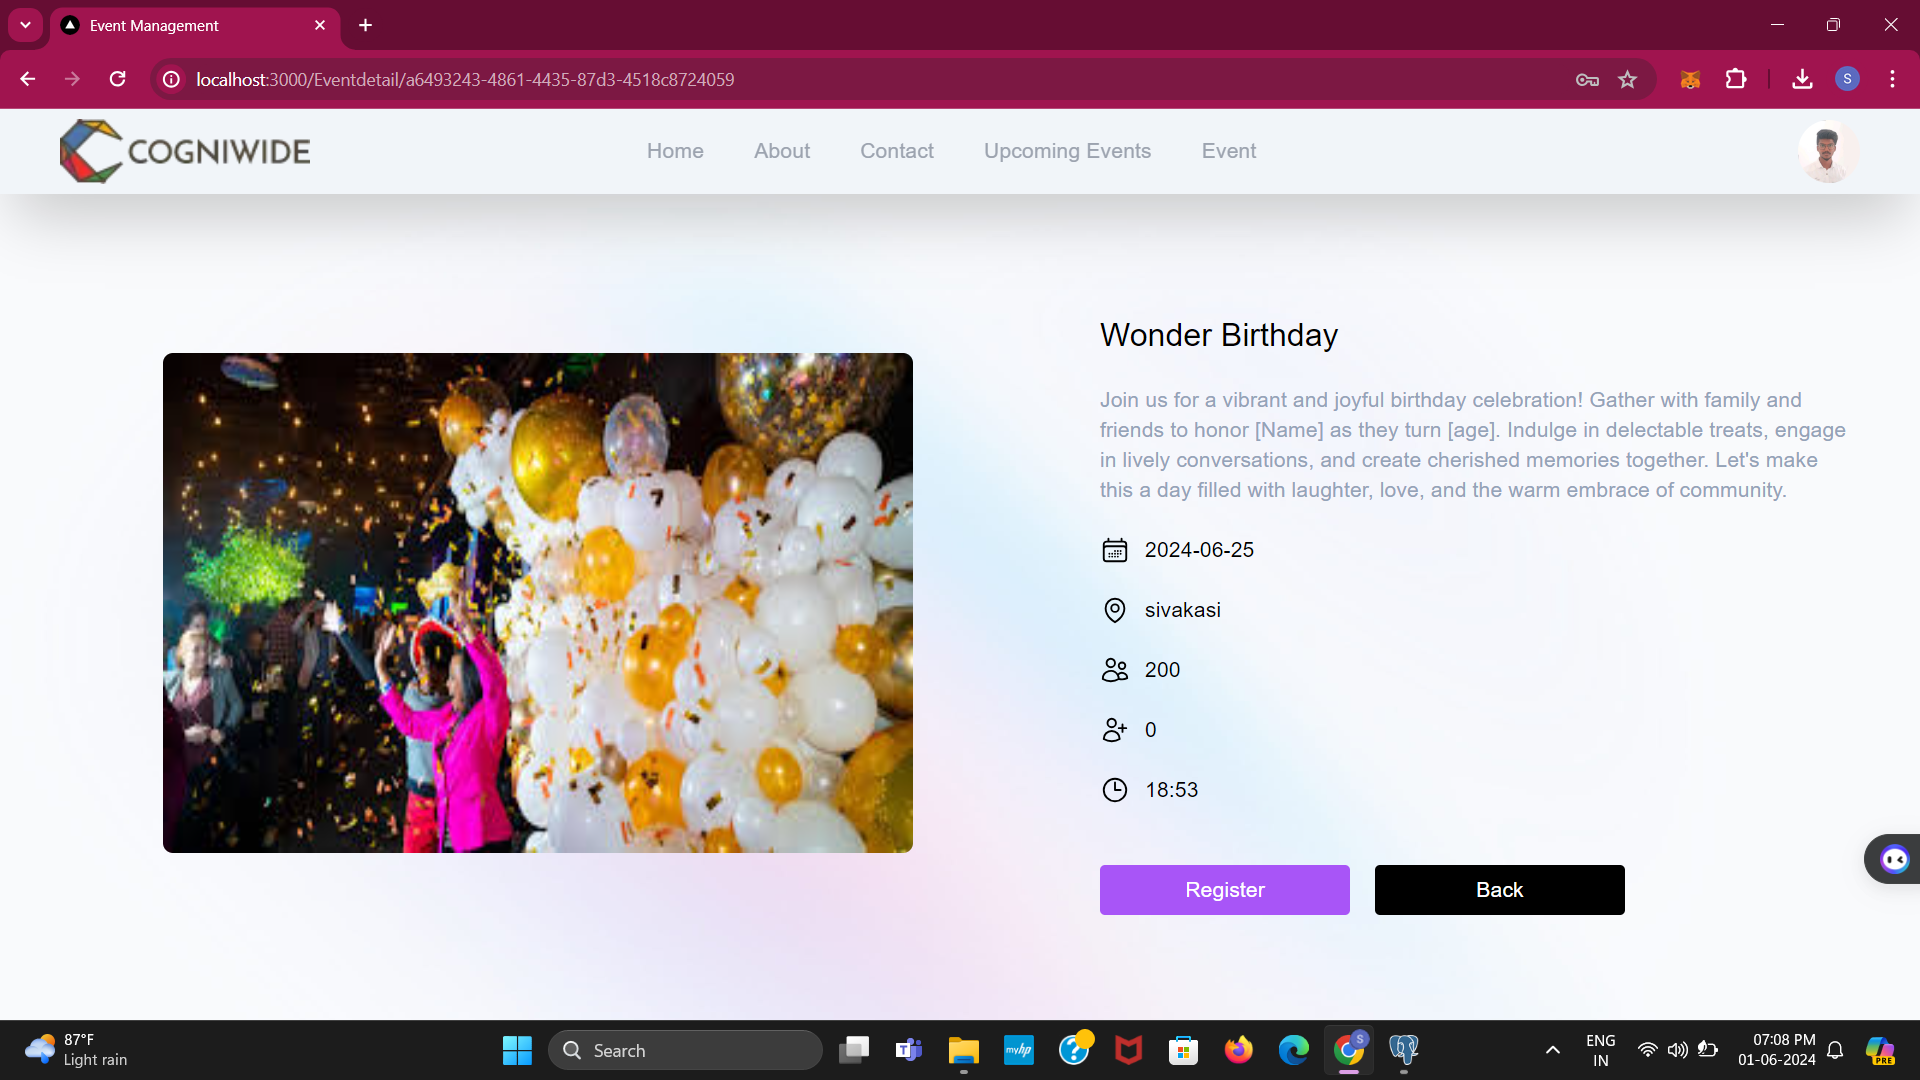 Event Management
localhost:3000/Eventdetail/a6493243-4861-4435-87d3-4518c8724059
S
COGNIWIDE
Home
About
Contact
Upcoming Events
Event
Wonder Birthday
Join us for a vibrant and joyful birthday celebration! Gather with family and
friends to honor [Name] as they turn [age]. Indulge in delectable treats, engage
in lively conversations, and create cherished memories together. Let's make
this a day filled with laughter, love, and the warm embrace of community.
2024-06-25
sivakasi
200
0
18:53
Register
Back
87°F
Light rain
Search
T
myhp
?
S
ENG
IN
07:08 PM
01-06-2024
PRE